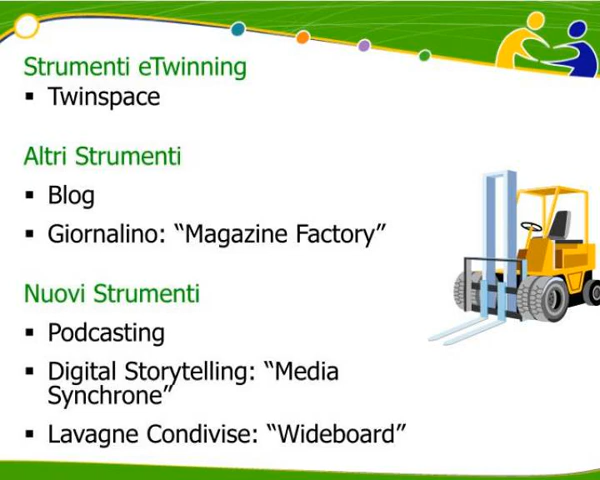 Strumenti eTwinning
▪ Twinspace
Altri Strumenti
▪ Blog
▪ Giornalino: “Magazine Factory”
Nuovi Strumenti
▪ Podcasting
▪ Digital Storytelling: “Media
Synchrone”
▪ Lavagne Condivise: “Wideboard”